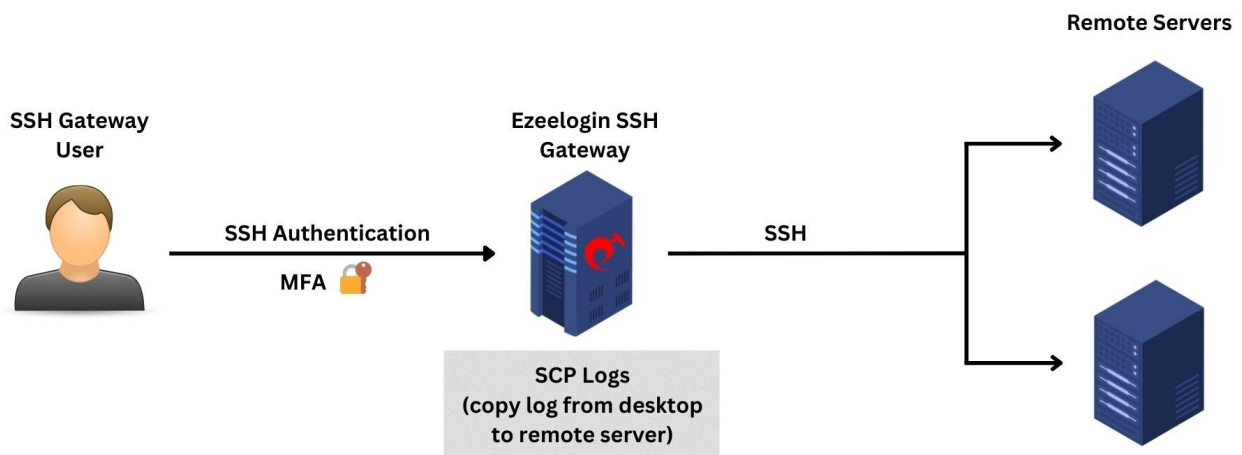 Remote Servers
SSH Gateway
User
Ezeelogin SSH
Gateway
SSH Authentication
MFA
SSH
SCP Logs
(copy log from desktop
to remote server)